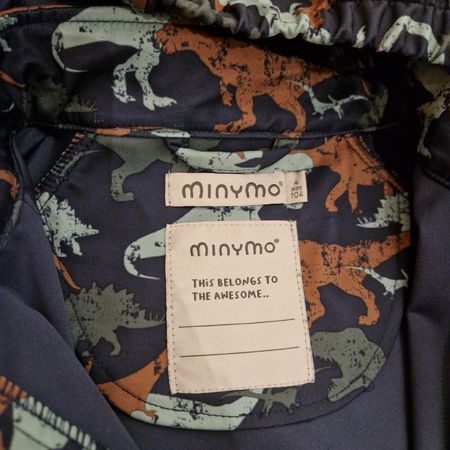 minymo®
size
104
minymo®
THIS BELONGS TO
THE AWESOME..